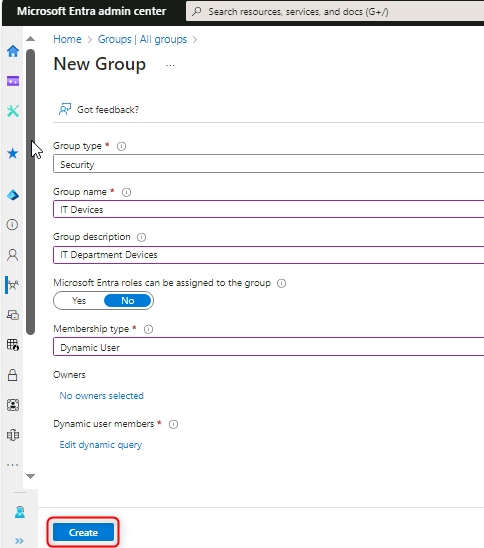 Microsoft Entra admin center
Search resources, services, and docs (G+/)
Home > Groups | All groups >
New Group ...
Got feedback?
Group type *
Security
Group name *
IT Devices
Group description
IT Department Devices
Microsoft Entra roles can be assigned to the group
Yes No
Membership type *
Dynamic User
Owners
No owners selected
Dynamic user members *
Edit dynamic query
Create